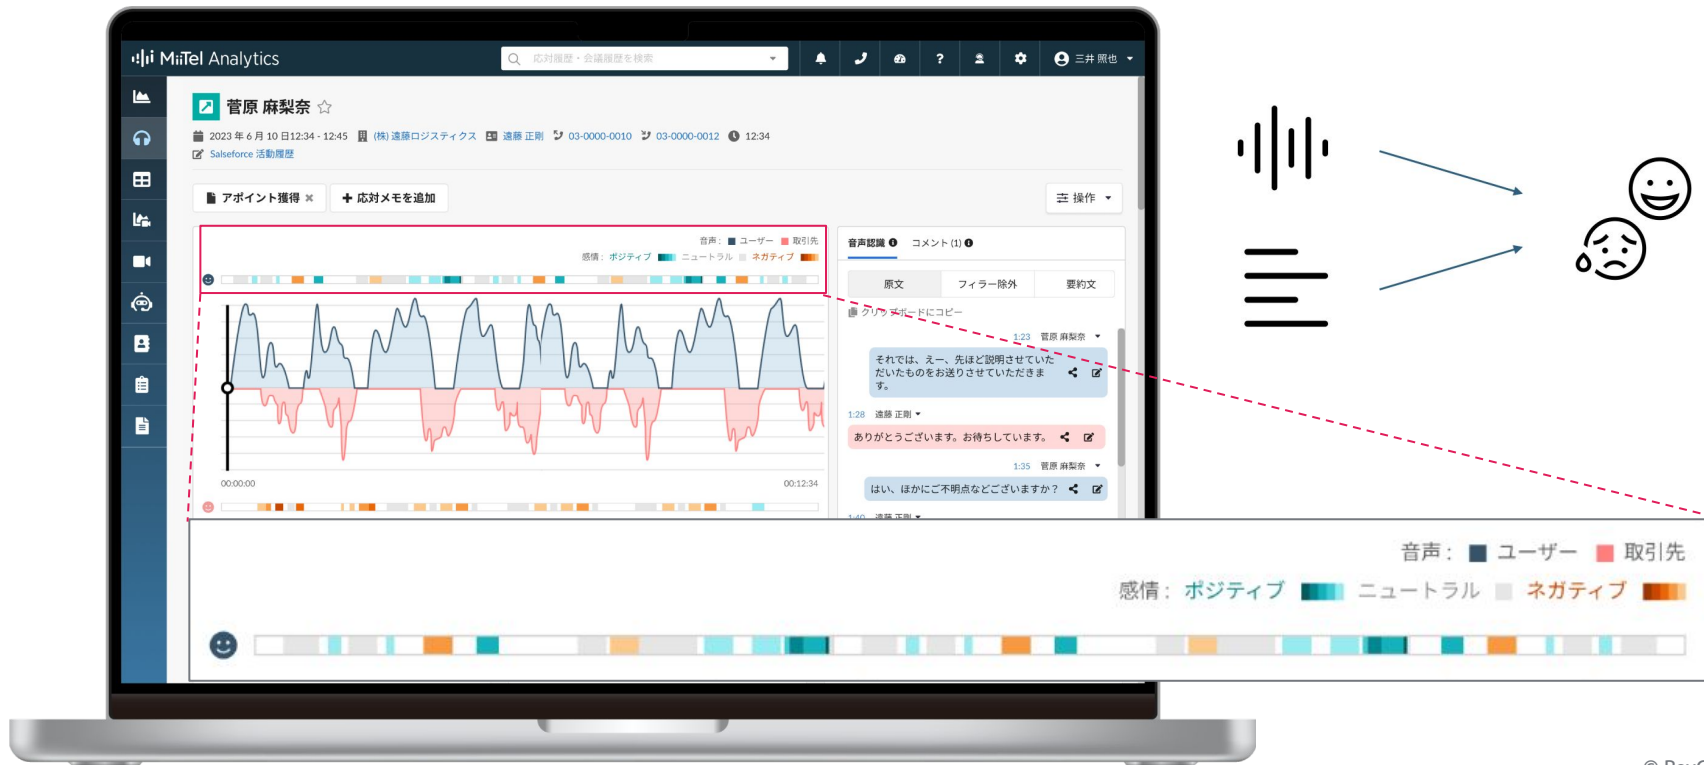 MiiTel Analytics
応対履歴・会議履歴を検索
?
三井 照也
菅原 麻梨奈
2023 年 6 月 10 日12:34 - 12:45 (株) 遠藤ロジスティクス 遠藤 正剛 03-0000-0010 03-0000-0012 12:34
Salseforce 活動履歴
アポイント獲得 ✖
+ 応対メモを追加
操作
音声: ユーザー 取引先
感情: ポジティブ ニュートラル ネガティブ
00:00:00
00:12:34
音声認識 コメント (1)
原文 フィラー除外 要約文
クリップボードにコピー
1:23 菅原 麻梨奈
それでは、えー、先ほど説明させていた
だいたものをお送りさせていただきま
す。
1:28 遠藤 正剛
ありがとうございます。お待ちしています。
1:35 菅原 麻梨奈
はい、ほかにご不明点などございますか？
1:40 遠藤 正剛
音声: ユーザー 取引先
感情: ポジティブ ニュートラル ネガティブ